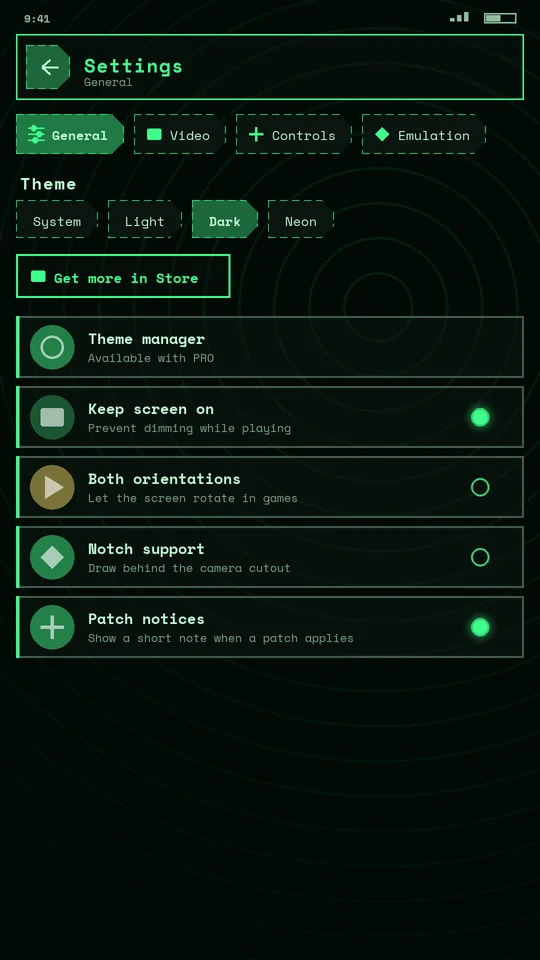 9:41
Settings
General
General
Video
Controls
Emulation
Theme
System
Light
Dark
Neon
Get more in Store
Theme manager
Available with PRO
Keep screen on
Prevent dimming while playing
Both orientations
Let the screen rotate in games
Notch support
Draw behind the camera cutout
Patch notices
Show a short note when a patch applies